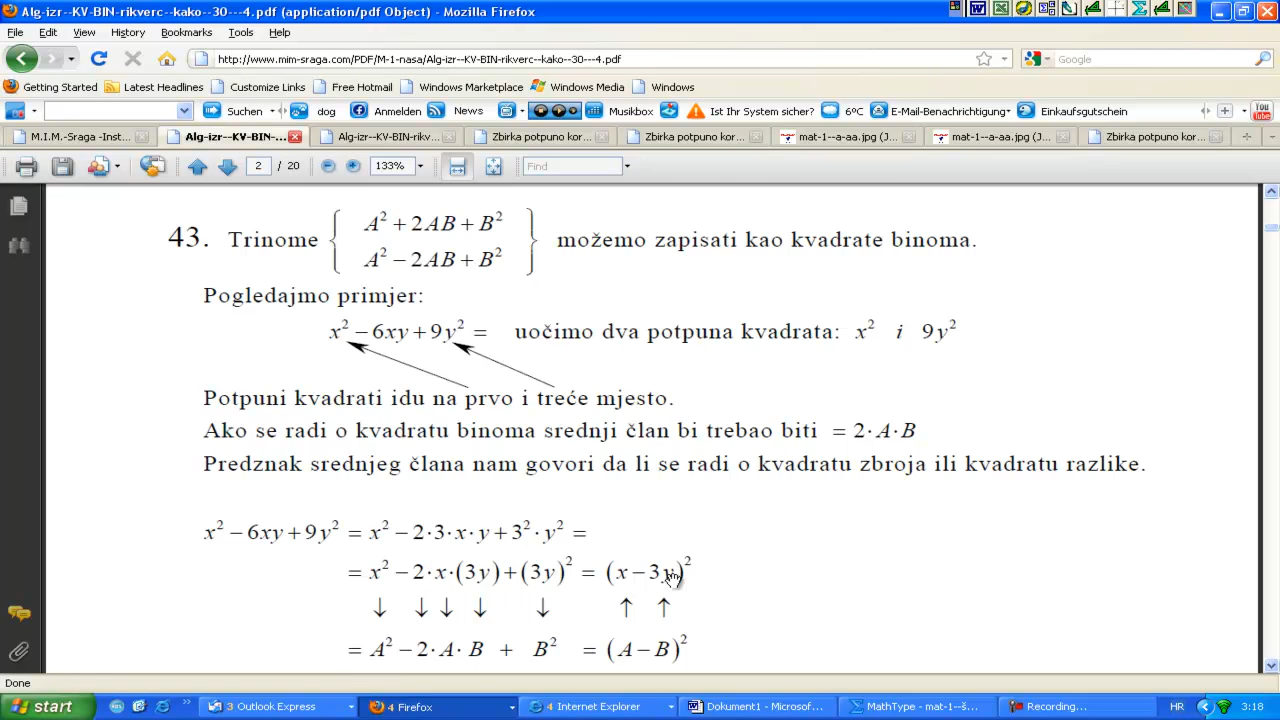 Alg-izr--KV-BIN-rikverc--kako--30---4.pdf (application/pdf Object) - Mozilla Firefox
File Edit View History Bookmarks Tools Help
http://www.mim-sraga.com/PDF/M-1-nasa/Alg-izr--KV-BIN-rikverc--kako--30---4.pdf
Google
Getting Started Latest Headlines Customize Links Free Hotmail Windows Marketplace Windows Media Windows
Suchen dog Anmelden News Musikbox Ist Ihr System sicher? 6ºC E-Mail-Benachrichtigung Einkaufsgutschein You Tube
M.I.M.-Sraga - Inst... Alg-izr--KV-BIN-... Alg-izr--KV-BIN-rikv... Zbirka potpuno kor... Zbirka potpuno kor... mat-1---a-aa.jpg (J... mat-1---a-aa.jpg (J... Zbirka potpuno kor...
2 / 20 133% Find
43. Trinome { A² + 2AB + B² A² − 2AB + B² } možemo zapisati kao kvadrate binoma.
Pogledajmo primjer:
x² − 6xy + 9y² = uočimo dva potpuna kvadrata: x² i 9y²
Potpuni kvadrati idu na prvo i treće mjesto.
Ako se radi o kvadratu binoma srednji član bi trebao biti = 2·A·B
Predznak srednjeg člana nam govori da li se radi o kvadratu zbroja ili kvadratu razlike.
x² − 6xy + 9y² = x² − 2·3·x·y + 3²·y² =
= x² − 2·x·(3y) + (3y)² = (x − 3y)²
↓ ↓ ↓ ↓ ↓ ↑ ↑
= A² − 2·A·B + B² = (A − B)²
Done
start 3 Outlook Express 4 Firefox 4 Internet Explorer Dokument1 - Microsof... MathType - mat-1--š... Recording... HR 3:18